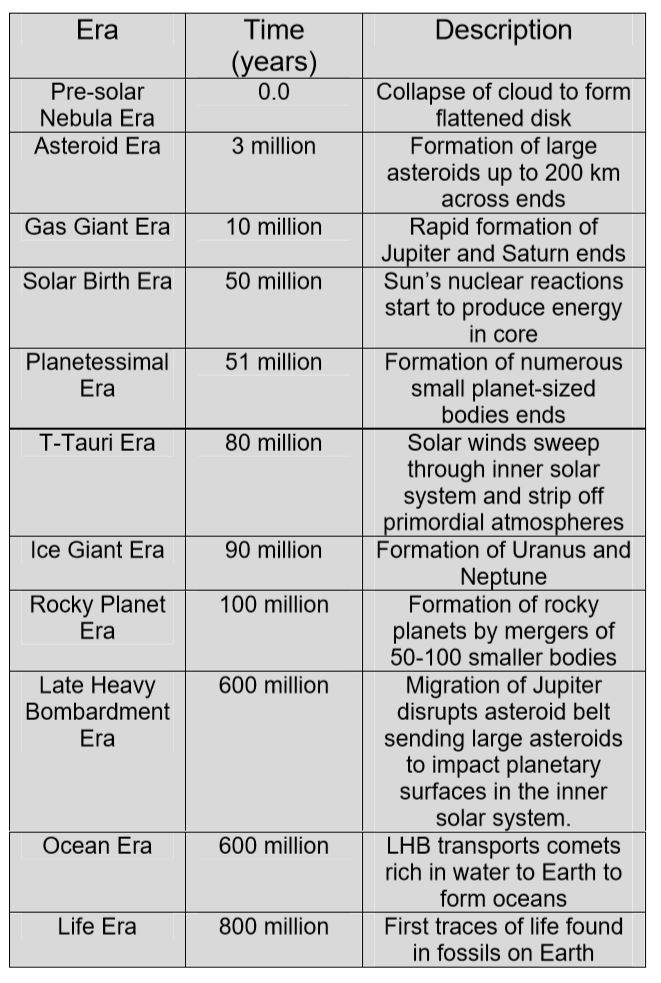 Era
Time
(years)
Description
Pre-solar
Nebula Era
0.0
Collapse of cloud to form
flattened disk
Asteroid Era
3 million
Formation of large
asteroids up to 200 km
across ends
Gas Giant Era
10 million
Rapid formation of
Jupiter and Saturn ends
Solar Birth Era
50 million
Sun’s nuclear reactions
start to produce energy
in core
Planetessimal
Era
51 million
Formation of numerous
small planet-sized
bodies ends
T-Tauri Era
80 million
Solar winds sweep
through inner solar
system and strip off
primordial atmospheres
Ice Giant Era
90 million
Formation of Uranus and
Neptune
Rocky Planet
Era
100 million
Formation of rocky
planets by mergers of
50-100 smaller bodies
Late Heavy
Bombardment
Era
600 million
Migration of Jupiter
disrupts asteroid belt
sending large asteroids
to impact planetary
surfaces in the inner
solar system.
Ocean Era
600 million
LHB transports comets
rich in water to Earth to
form oceans
Life Era
800 million
First traces of life found
in fossils on Earth